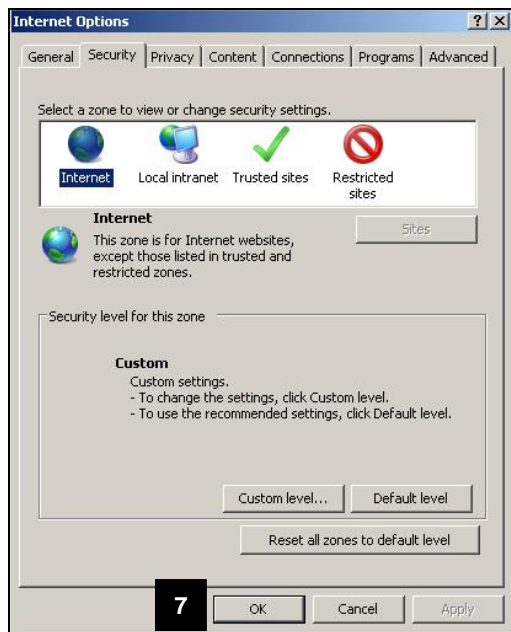 Internet Options
? X
General Security Privacy Content Connections Programs Advanced
Select a zone to view or change security settings.
Internet Local intranet Trusted sites Restricted
sites
Internet
Sites
This zone is for Internet websites,
except those listed in trusted and
restricted zones.
Security level for this zone
Custom
Custom settings.
- To change the settings, click Custom level.
- To use the recommended settings, click Default level.
Custom level... Default level
Reset all zones to default level
7 OK Cancel Apply